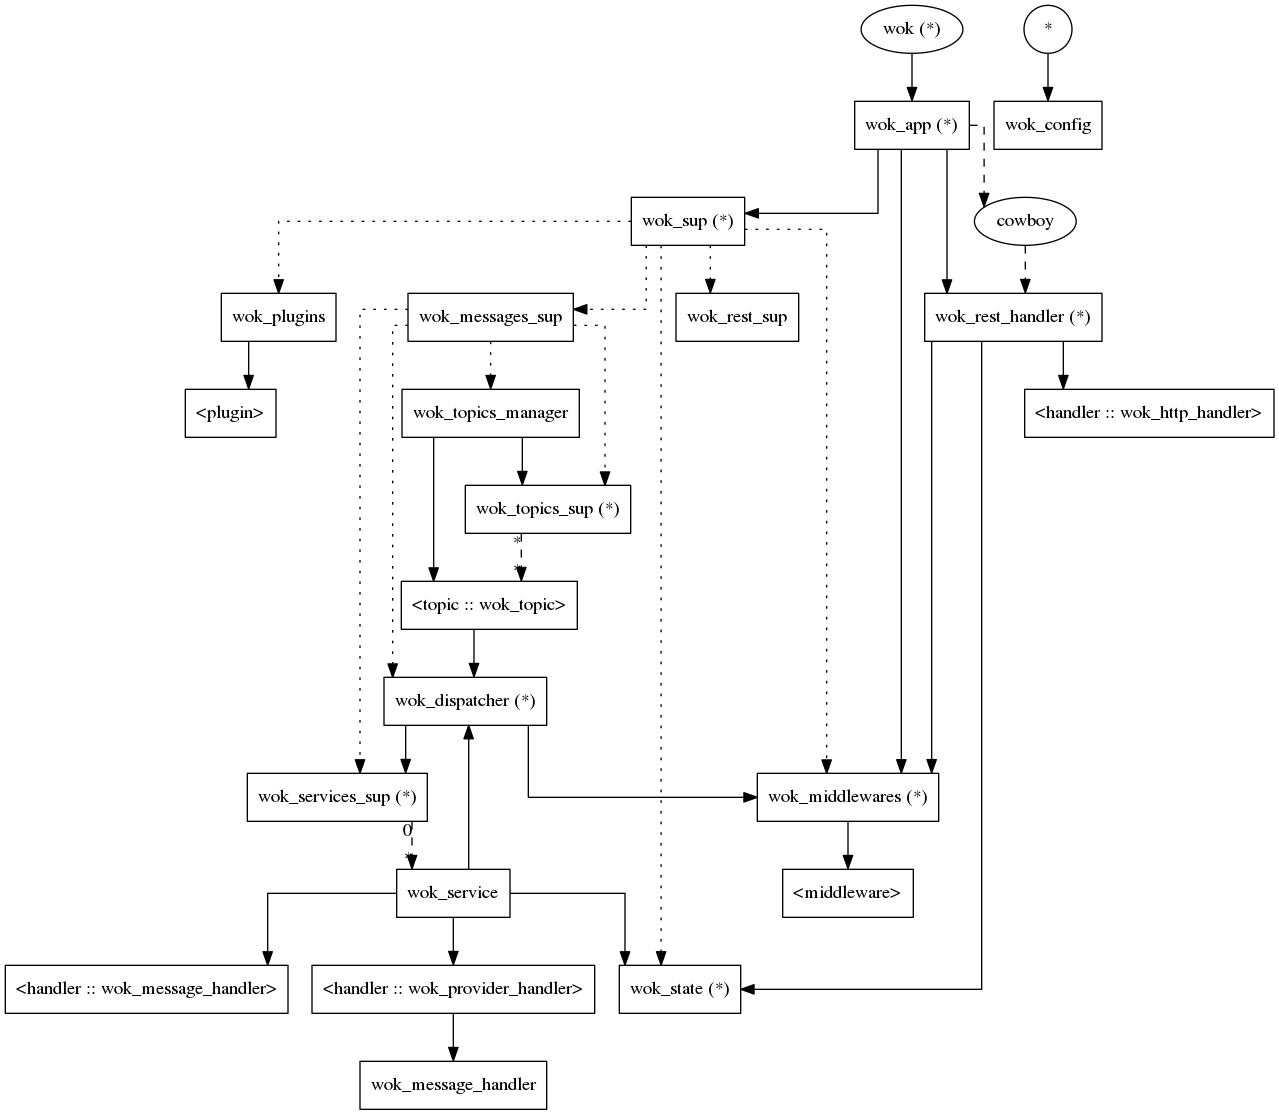 wok (*)
*
wok_app (*)
wok_config
wok_sup (*)
cowboy
wok_plugins
wok_messages_sup
wok_rest_sup
wok_rest_handler (*)
<plugin>
wok_topics_manager
<handler :: wok_http_handler>
wok_topics_sup (*)
*
*
<topic :: wok_topic>
wok_dispatcher (*)
wok_services_sup (*)
wok_middlewares (*)
0
*
wok_service
<middleware>
<handler :: wok_message_handler>
<handler :: wok_provider_handler>
wok_state (*)
wok_message_handler